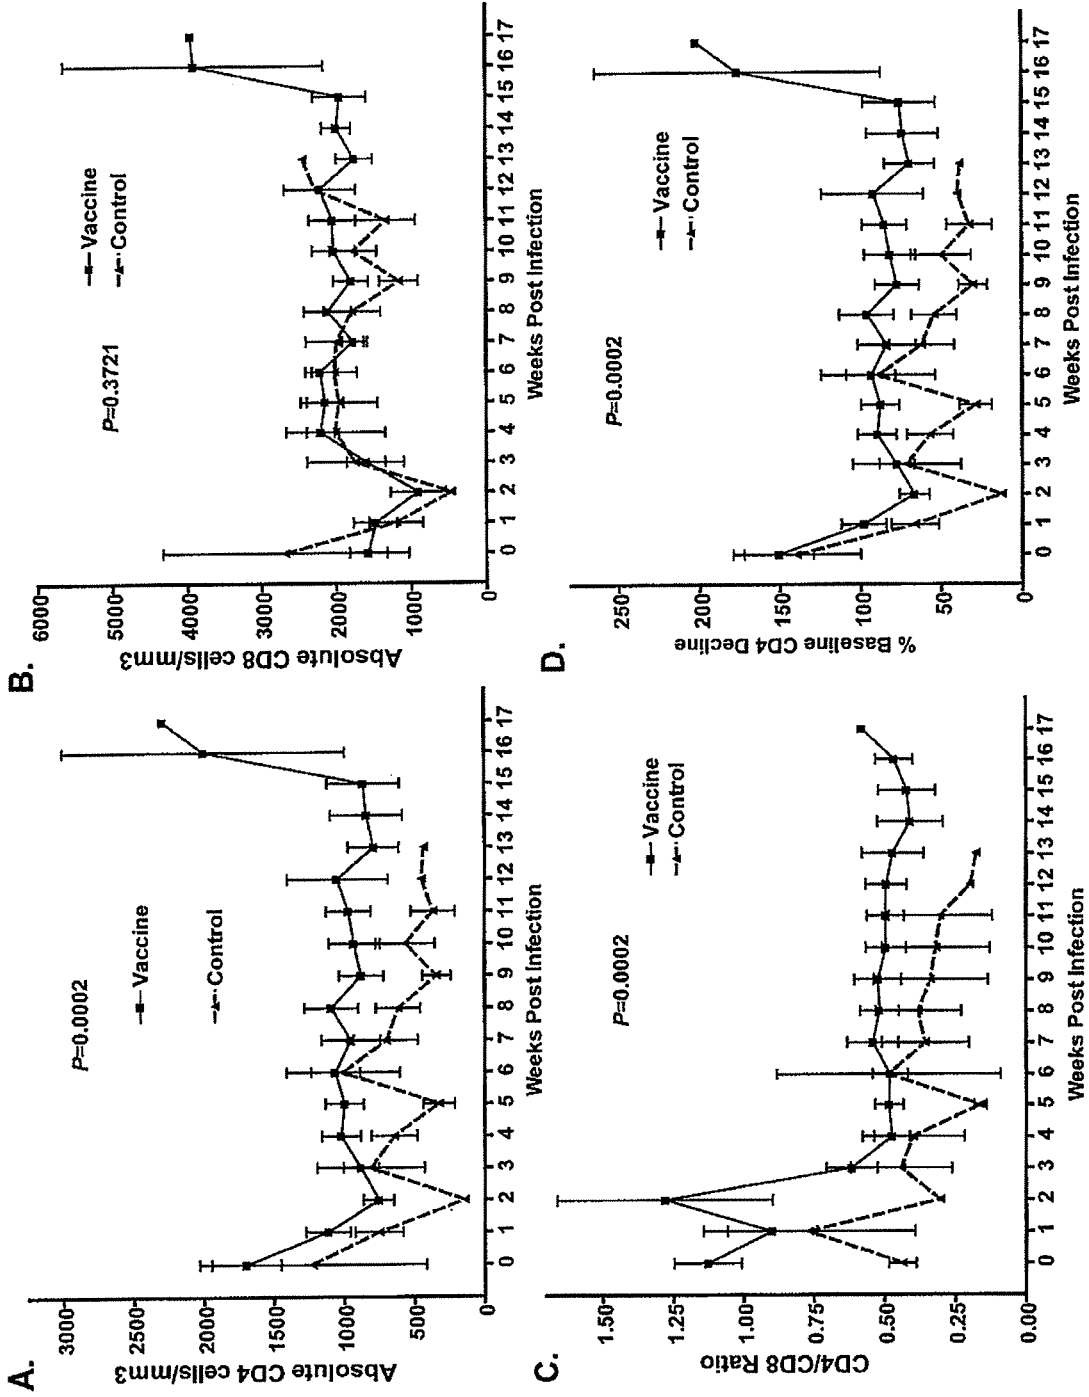 A.
Absolute CD4 cells/mm3
3000
2500
2000
1500
1000
500
0
P=0.0002
Vaccine
Control
0 1 2 3 4 5 6 7 8 9 10 11 12 13 14 15 16 17
Weeks Post Infection
B.
Absolute CD8 cells/mm3
6000
5000
4000
3000
2000
1000
0
P=0.3721
Vaccine
Control
0 1 2 3 4 5 6 7 8 9 10 11 12 13 14 15 16 17
Weeks Post Infection
C.
CD4/CD8 Ratio
1.50
1.25
1.00
0.75
0.50
0.25
0.00
P=0.0002
Vaccine
Control
0 1 2 3 4 5 6 7 8 9 10 11 12 13 14 15 16 17
Weeks Post Infection
D.
% Baseline CD4 Decline
250
200
150
100
50
0
P=0.0002
Vaccine
Control
0 1 2 3 4 5 6 7 8 9 10 11 12 13 14 15 16 17
Weeks Post Infection